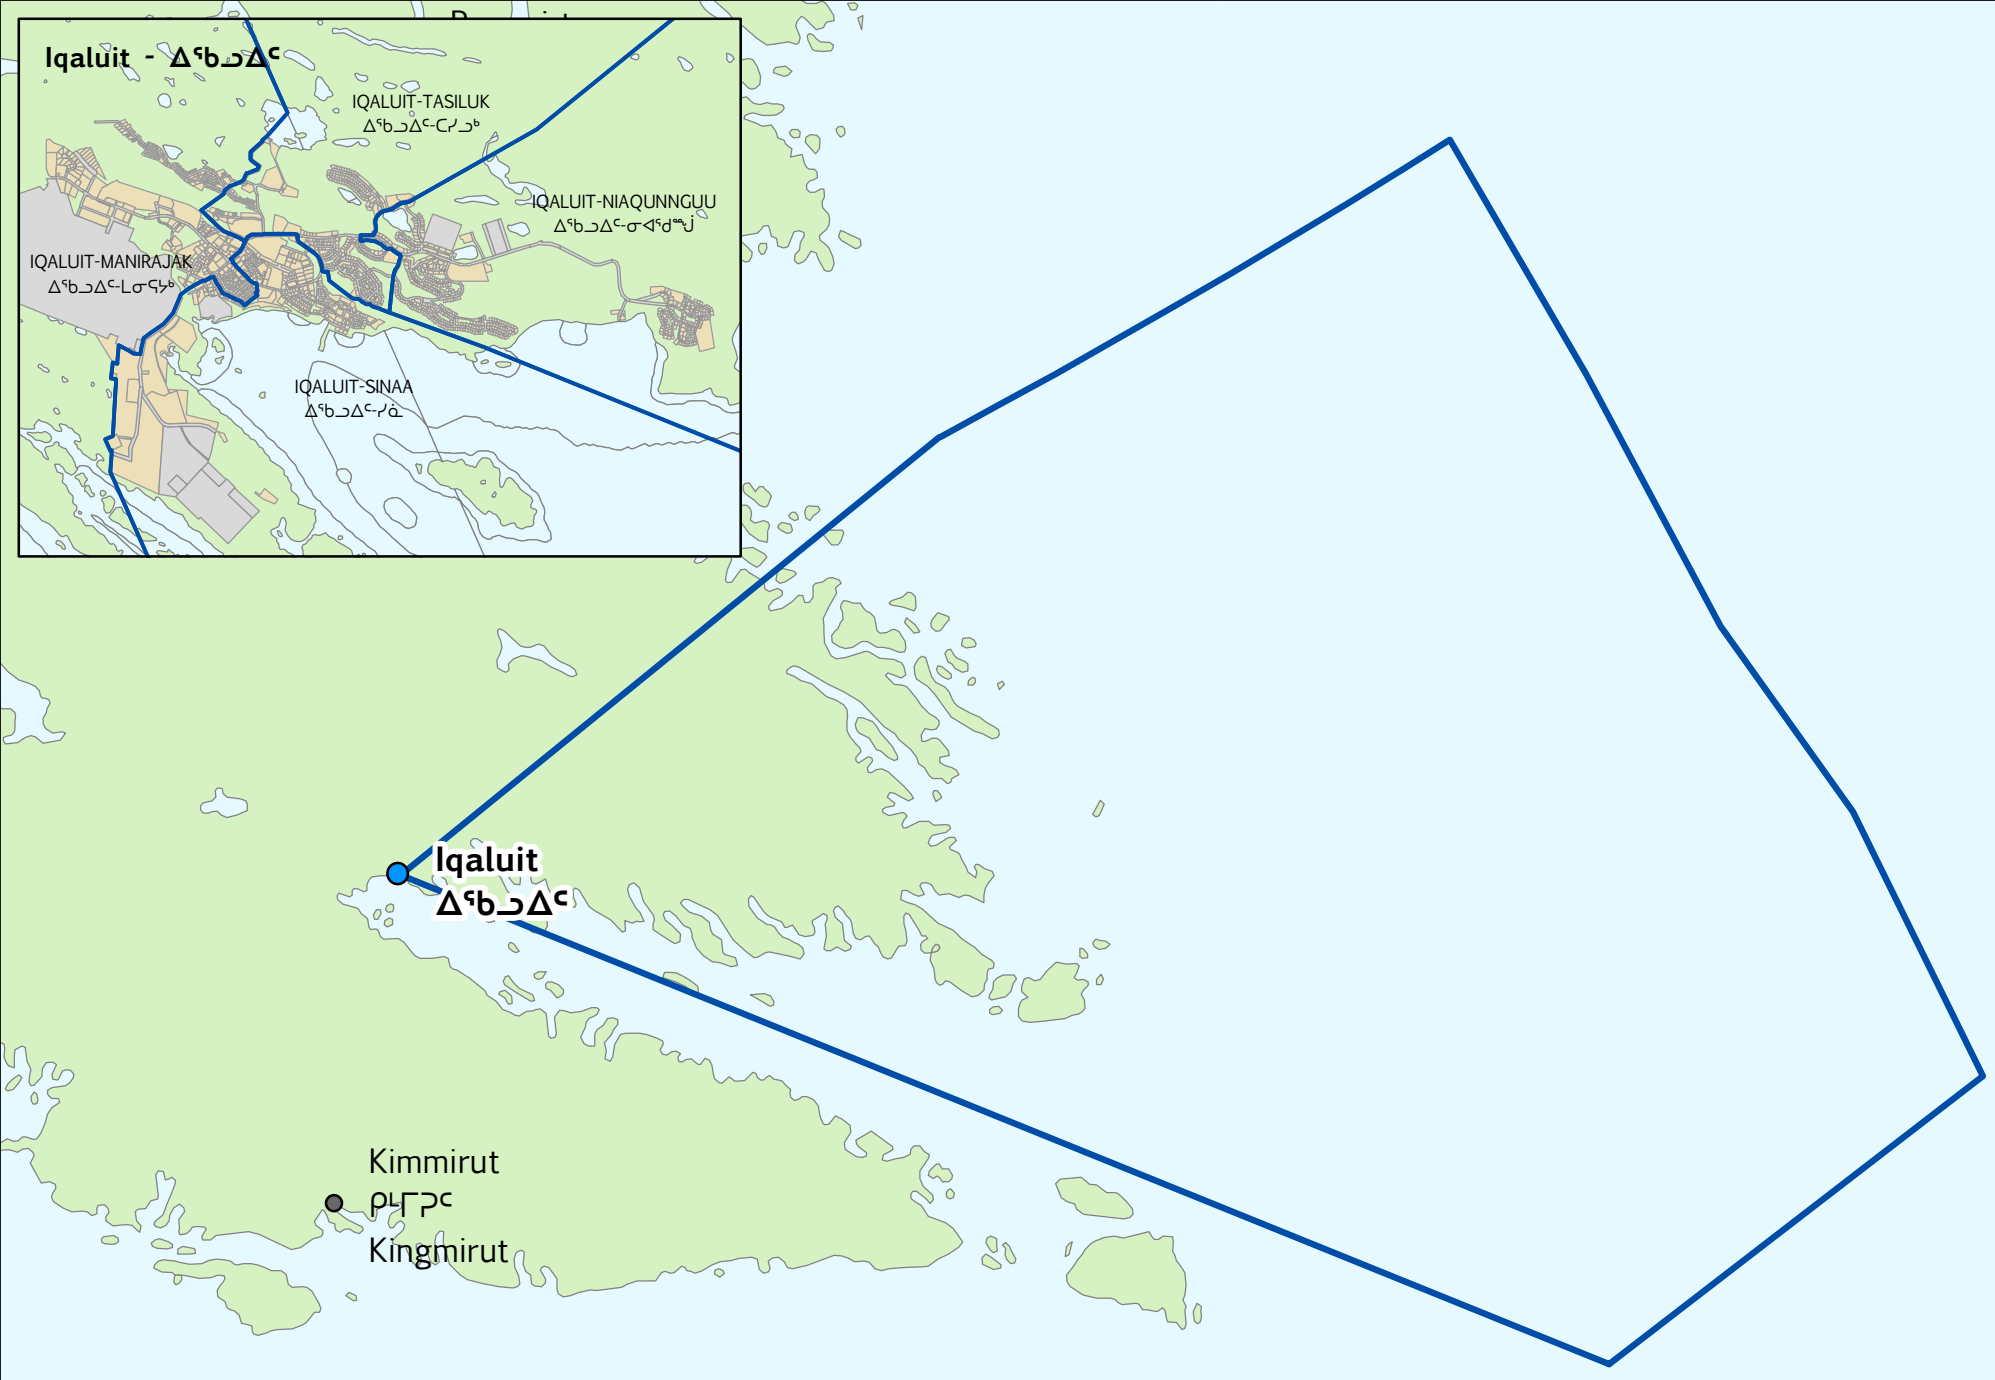 Iqaluit - ᐃᖃᓗᐃᑦ
IQALUIT-TASILUK
ᐃᖃᓗᐃᑦ-ᑕᓯᓗᒃ
IQALUIT-NIAQUNNGUU
ᐃᖃᓗᐃᑦ-ᓂᐊᖁᙴ
IQALUIT-MANIRAJAK
ᐃᖃᓗᐃᑦ-ᒪᓂᕋᔭᒃ
IQALUIT-SINAA
ᐃᖃᓗᐃᑦ-ᓯᓈ
Iqaluit
ᐃᖃᓗᐃᑦ
Kimmirut
ᑭᒻᒥᕈᑦ
Kingmirut